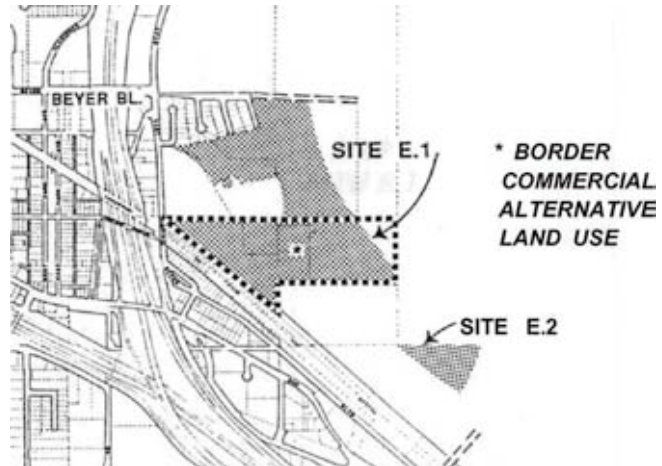 BEYER BL.
SITE E.1
* BORDER
COMMERCIAL
ALTERNATIVE
LAND USE
*
SITE E.2